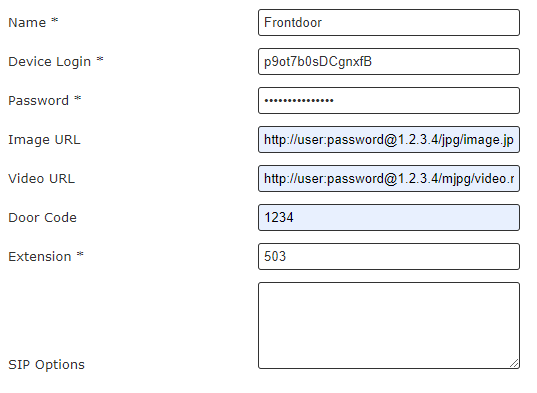 Name * Frontdoor
Device Login * p9ot7b0sDCgnxfB
Password * •••••••••••••••
Image URL http://user:password@1.2.3.4/jpg/image.jp
Video URL http://user:password@1.2.3.4/mjpg/video.r
Door Code 1234
Extension * 503
SIP Options